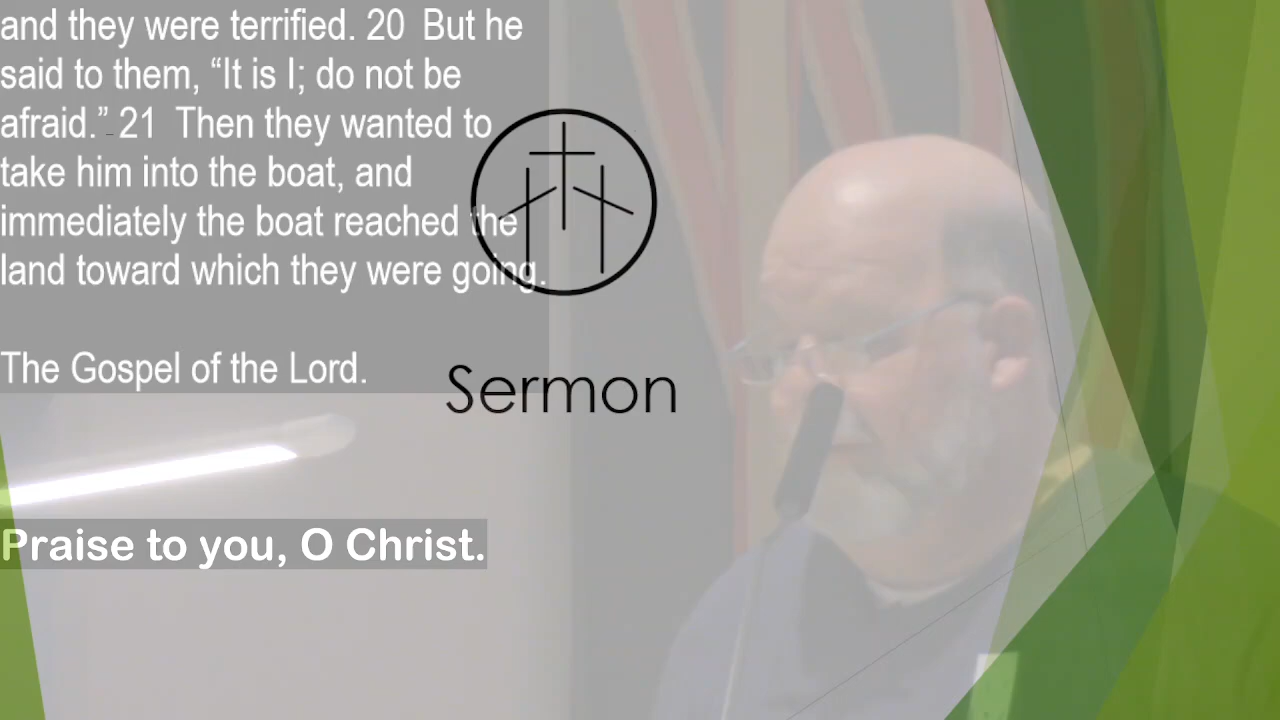 and they were terrified. 20 But he
said to them, “It is I; do not be
afraid.” 21 Then they wanted to
take him into the boat, and
immediately the boat reached the
land toward which they were going.
The Gospel of the Lord.
Sermon
Praise to you, O Christ.